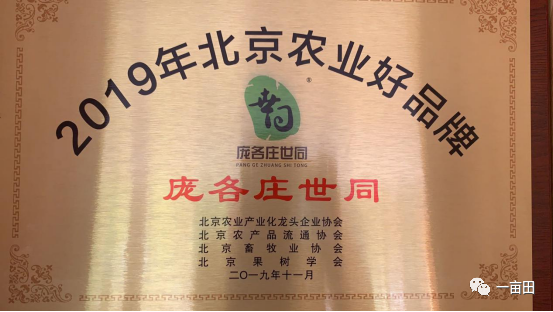 2019年北京农业好品牌
®
庞各庄世同
PANG GE ZHUANG SHI TONG
庞各庄世同
北京农业产业化龙头企业协会
北京农产品流通协会
北京畜牧业协会
北京果树学会
二〇一九年十一月
一亩田